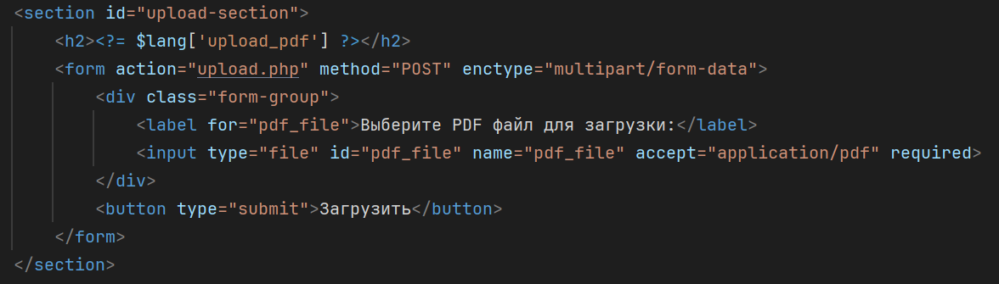 <section id="upload-section">
    <h2><?= $lang['upload_pdf'] ?></h2>
    <form action="upload.php" method="POST" enctype="multipart/form-data">
        <div class="form-group">
            <label for="pdf_file">Выберите PDF файл для загрузки:</label>
            <input type="file" id="pdf_file" name="pdf_file" accept="application/pdf" required>
        </div>
        <button type="submit">Загрузить</button>
    </form>
</section>